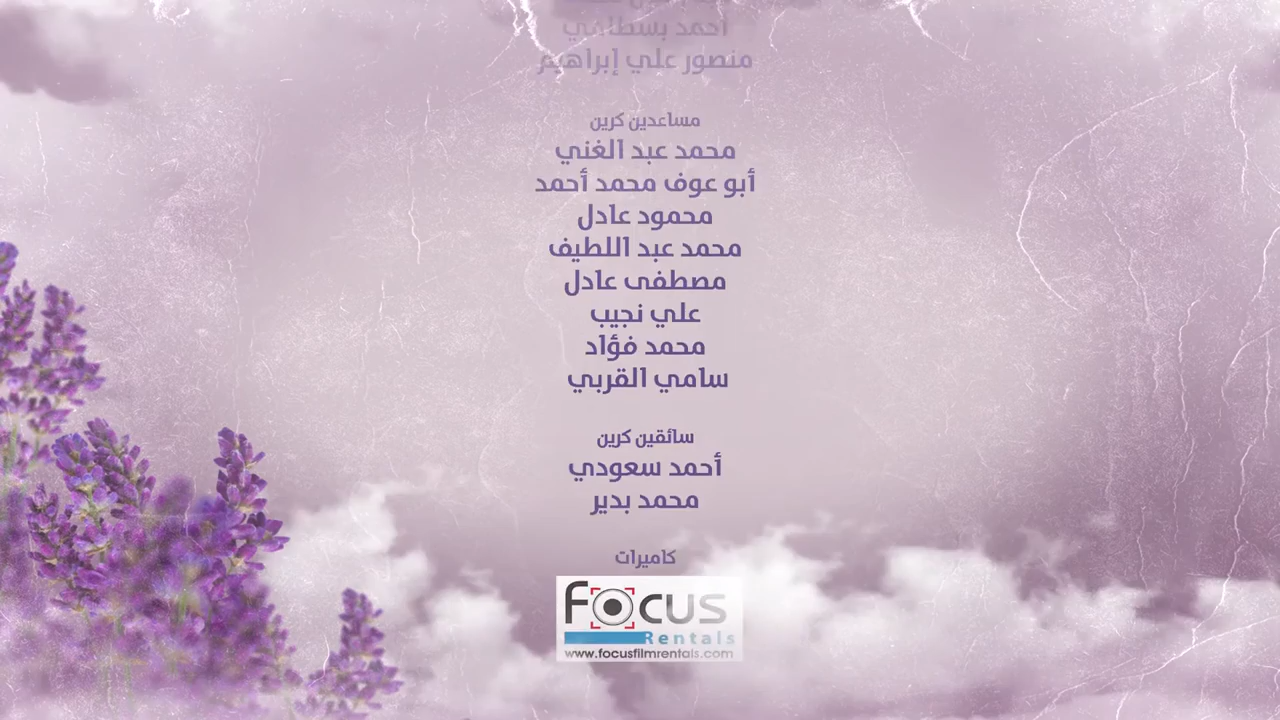 أحمد بسطامي
منصور علي إبراهيم
مساعدين كرين
محمد عبد الغني
أبو عوف محمد أحمد
محمود عادل
محمد عبد اللطيف
مصطفى عادل
علي نجيب
محمد فؤاد
سامي القربي
سائقين كرين
أحمد سعودي
محمد بدير
كاميرات
FOCUS
Rentals
www.focusfilmrentals.com